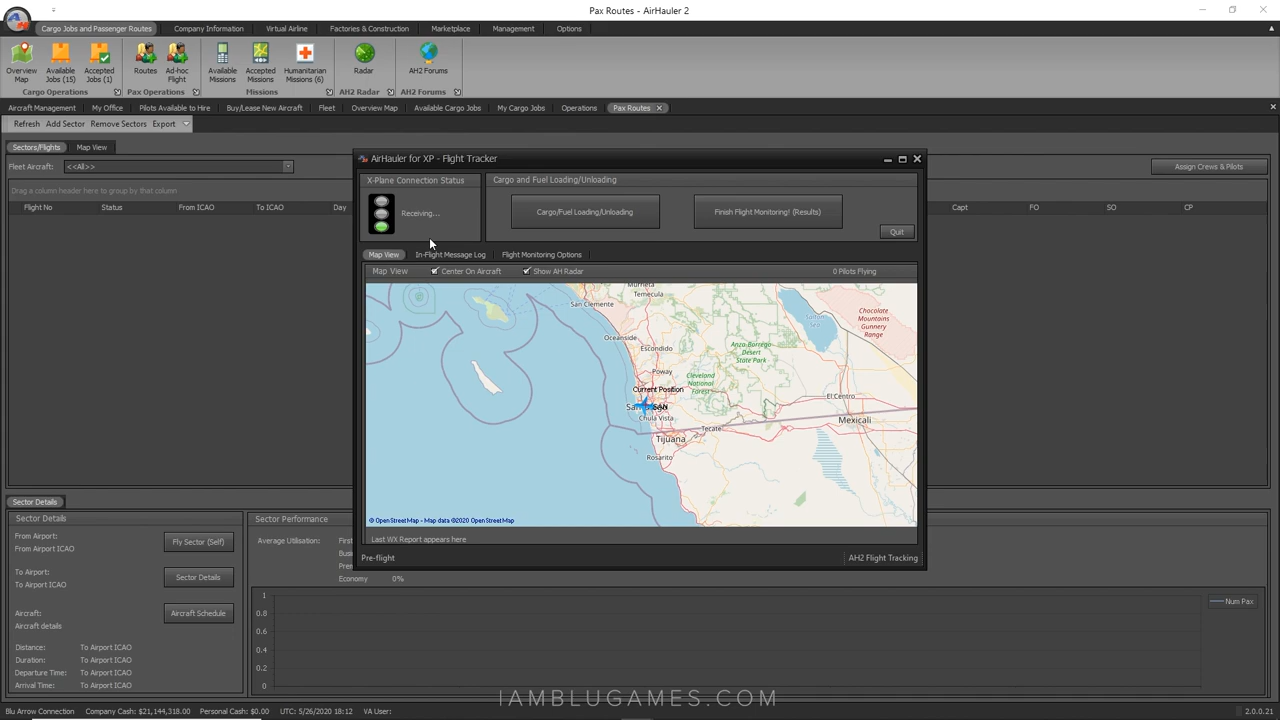 Pax Routes - AirHauler 2
Cargo Jobs and Passenger Routes
Company Information
Virtual Airline
Factories & Construction
Marketplace
Management
Options
Overview Map
Available Jobs (15)
Accepted Jobs (1)
Routes
Ad-hoc Flight
Available Missions
Accepted Missions
Humanitarian Missions (6)
Radar
AH2 Forums
Cargo Operations
Pax Operations
Missions
AH2 Radar
AH2 Forums
Aircraft Management
My Office
Pilots Available to Hire
Buy/Lease New Aircraft
Fleet
Overview Map
Available Cargo Jobs
My Cargo Jobs
Operations
Pax Routes
Refresh
Add Sector
Remove Sectors
Export
Sectors/Flights
Map View
Fleet Aircraft:
<<All>>
Assign Crews & Pilots
Drag a column header here to group by that column
Flight No
Status
From ICAO
To ICAO
Day
Capt
FO
SO
CP
AirHauler for XP - Flight Tracker
X-Plane Connection Status
Receiving...
Cargo and Fuel Loading/Unloading
Cargo/Fuel Loading/Unloading
Finish Flight Monitoring! (Results)
Quit
Map View
In-Flight Message Log
Flight Monitoring Options
Map View
Center On Aircraft
Show AH Radar
0 Pilots Flying
Murrieta
Temecula
San Clemente
Oceanside
Escondido
Poway
Anza-Borrego
Desert
State Park
Cleveland
National
Forest
Salton
Sea
Chocolate
Mountains
Gunnery
Range
El Centro
Mexicali
Current Position
Chula Vista
Tecate
Tijuana
Rosarito
© OpenStreetMap - Map data ©2020 OpenStreetMap
Last WX Report appears here
Pre-flight
AH2 Flight Tracking
Sector Details
Sector Details
From Airport:
From Airport ICAO
To Airport:
To Airport ICAO
Aircraft:
Aircraft details
Distance: To Airport ICAO
Duration: To Airport ICAO
Departure Time: To Airport ICAO
Arrival Time: To Airport ICAO
Fly Sector (Self)
Sector Details
Aircraft Schedule
Sector Performance
Average Utilisation:
Economy 0%
1
0.8
0.6
0.4
0.2
0
Num Pax
IAMBLUGAMES.COM
Blu Arrow Connection
Company Cash: $21,144,318.00
Personal Cash: $0.00
UTC: 5/26/2020 18:12
VA User:
2.0.0.21